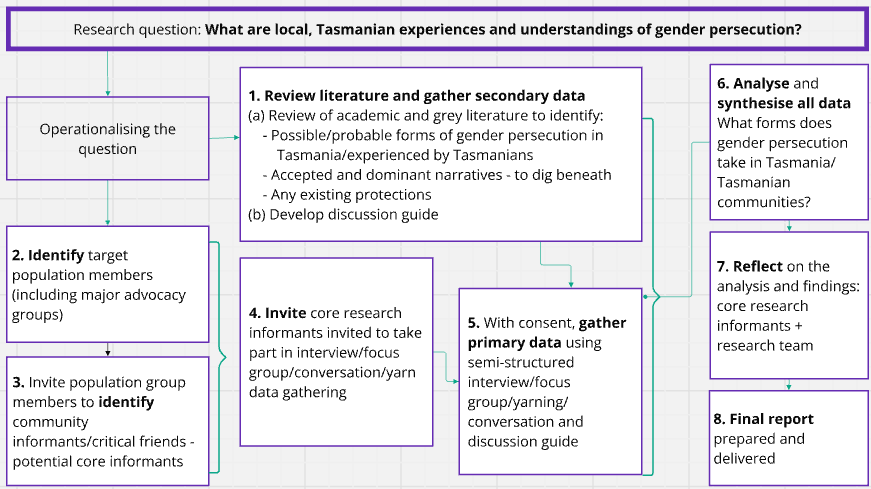 Research question: What are local, Tasmanian experiences and understandings of gender persecution?
Operationalising the
question
1. Review literature and gather secondary data
(a) Review of academic and grey literature to identify:
- Possible/probable forms of gender persecution in
Tasmania/experienced by Tasmanians
- Accepted and dominant narratives - to dig beneath
- Any existing protections
(b) Develop discussion guide
2. Identify target
population members
(including major advocacy
groups)
3. Invite population group
members to identify
community
informants/critical friends -
potential core informants
4. Invite core research
informants invited to take
part in interview/focus
group/conversation/yarn
data gathering
5. With consent, gather
primary data using
semi-structured
interview/focus
group/yarning/
conversation and
discussion guide
6. Analyse and
synthesise all data
What forms does
gender persecution
take in Tasmania/
Tasmanian
communities?
7. Reflect on the
analysis and findings:
core research
informants +
research team
8. Final report
prepared and
delivered